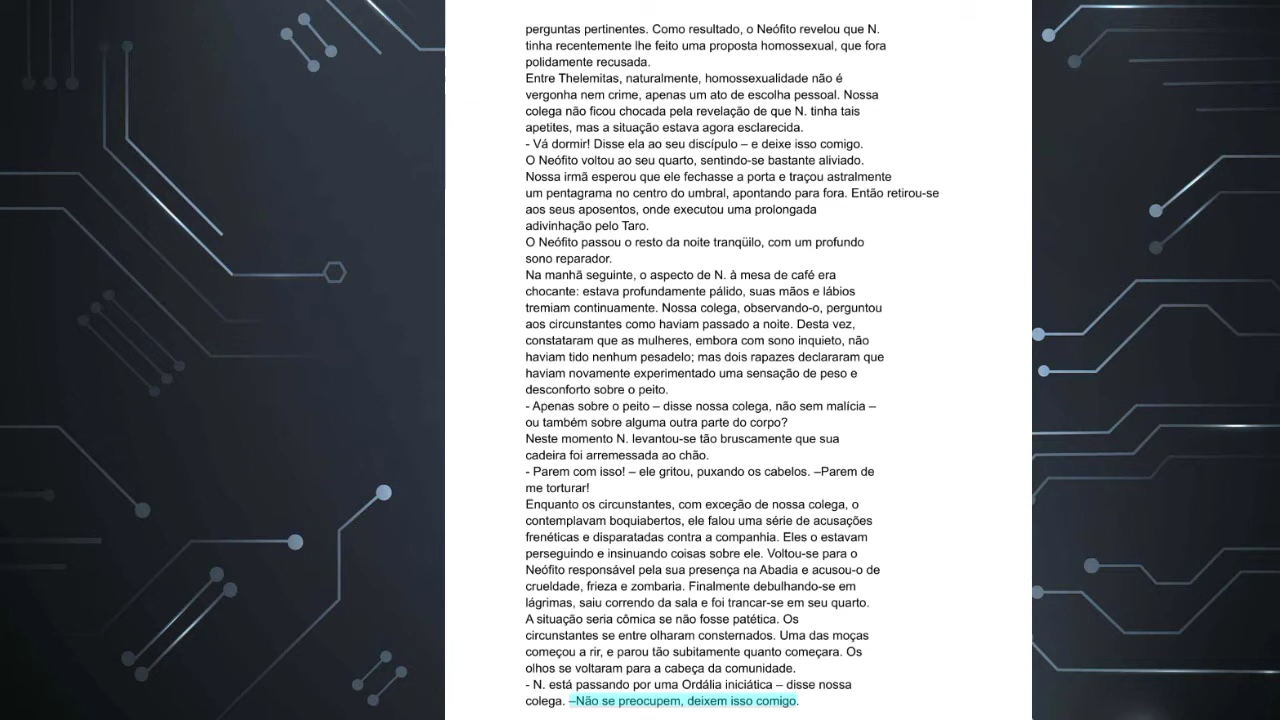 perguntas pertinentes. Como resultado, o Neófito revelou que N.
tinha recentemente lhe feito uma proposta homossexual, que fora
polidamente recusada.
Entre Thelemitas, naturalmente, homossexualidade não é
vergonha nem crime, apenas um ato de escolha pessoal. Nossa
colega não ficou chocada pela revelação de que N. tinha tais
apetites, mas a situação estava agora esclarecida.
- Vá dormir! Disse ela ao seu discípulo – e deixe isso comigo.
O Neófito voltou ao seu quarto, sentindo-se bastante aliviado.
Nossa irmã esperou que ele fechasse a porta e traçou astralmente
um pentagrama no centro do umbral, apontando para fora. Então retirou-se
aos seus aposentos, onde executou uma prolongada
adivinhação pelo Taro.
O Neófito passou o resto da noite tranqüilo, com um profundo
sono reparador.
Na manhã seguinte, o aspecto de N. à mesa de café era
chocante: estava profundamente pálido, suas mãos e lábios
tremiam continuamente. Nossa colega, observando-o, perguntou
aos circunstantes como haviam passado a noite. Desta vez,
constataram que as mulheres, embora com sono inquieto, não
haviam tido nenhum pesadelo; mas dois rapazes declararam que
haviam novamente experimentado uma sensação de peso e
desconforto sobre o peito.
- Apenas sobre o peito – disse nossa colega, não sem malícia –
ou também sobre alguma outra parte do corpo?
Neste momento N. levantou-se tão bruscamente que sua
cadeira foi arremessada ao chão.
- Parem com isso! – ele gritou, puxando os cabelos. –Parem de
me torturar!
Enquanto os circunstantes, com exceção de nossa colega, o
contemplavam boquiabertos, ele falou uma série de acusações
frenéticas e disparatadas contra a companhia. Eles o estavam
perseguindo e insinuando coisas sobre ele. Voltou-se para o
Neófito responsável pela sua presença na Abadia e acusou-o de
crueldade, frieza e zombaria. Finalmente debulhando-se em
lágrimas, saiu correndo da sala e foi trancar-se em seu quarto.
A situação seria cômica se não fosse patética. Os
circunstantes se entre olharam consternados. Uma das moças
começou a rir, e parou tão subitamente quanto começara. Os
olhos se voltaram para a cabeça da comunidade.
- N. está passando por uma Ordália iniciática – disse nossa
colega. –Não se preocupem, deixem isso comigo.